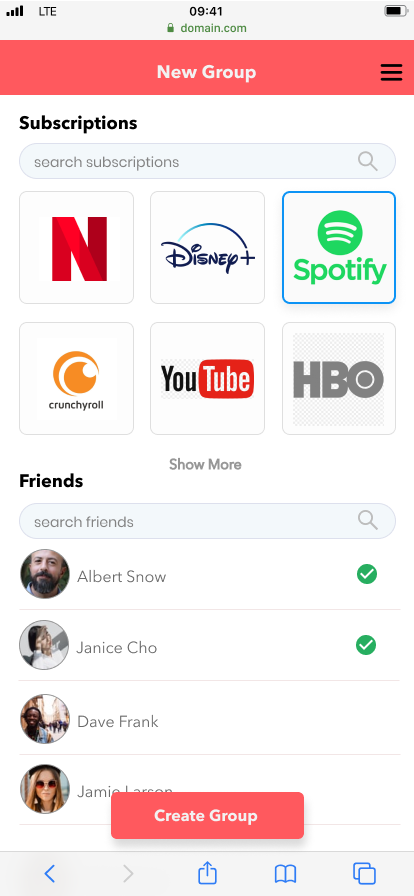 LTE 09:41
domain.com
New Group
Subscriptions
search subscriptions
N DISNEY+ Spotify
crunchyroll YouTube HBO
Show More
Friends
search friends
Albert Snow
Janice Cho
Dave Frank
Jamie Larson
Create Group